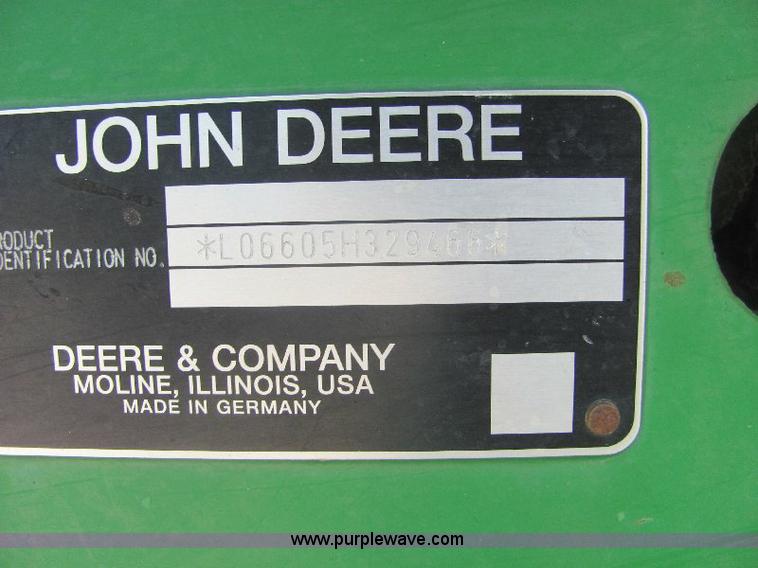 JOHN DEERE
RODUCT
DENTIFICATION NO.
*L06605H329466*
DEERE & COMPANY
MOLINE, ILLINOIS, USA
MADE IN GERMANY
www.purplewave.com